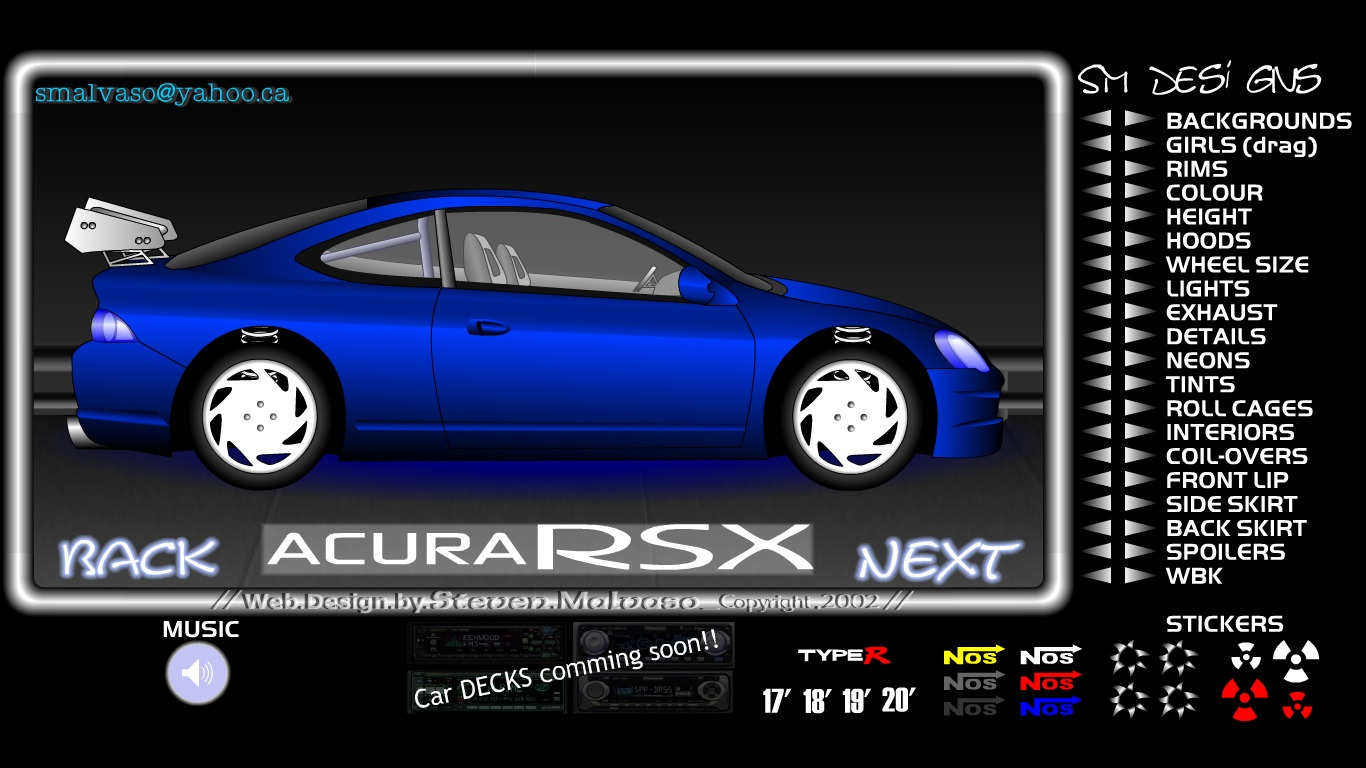 smalvaso@yahoo.ca
SM DESiGNS
BACKGROUNDS
GIRLS (drag)
RIMS
COLOUR
HEIGHT
HOODS
WHEEL SIZE
LIGHTS
EXHAUST
DETAILS
NEONS
TINTS
ROLL CAGES
INTERIORS
COIL-OVERS
FRONT LIP
SIDE SKIRT
BACK SKIRT
SPOILERS
WBK
BACK
ACURA RSX
NEXT
//Web.Design.by.Steven.Malvaso_Copyright.2002//
MUSIC
KENWOOD
Car DECKS comming soon!!
STICKERS
TYPE R
17' 18' 19' 20'
NOS NOS
NOS NOS
NOS NOS